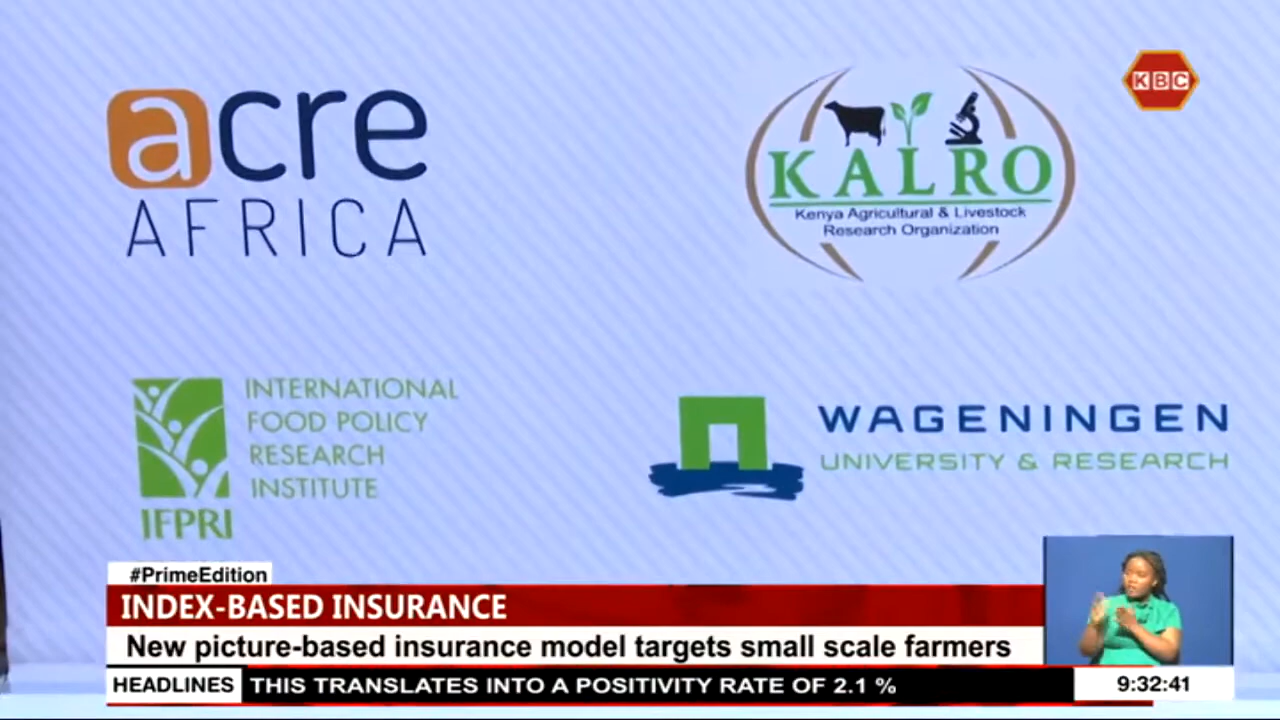 acre
AFRICA
KBC
KALRO
Kenya Agricultural & Livestock
Research Organization
INTERNATIONAL
FOOD POLICY
RESEARCH
INSTITUTE
IFPRI
WAGENINGEN
UNIVERSITY & RESEARCH
#PrimeEdition
INDEX-BASED INSURANCE
New picture-based insurance model targets small scale farmers
HEADLINES THIS TRANSLATES INTO A POSITIVITY RATE OF 2.1 % 9:32:41